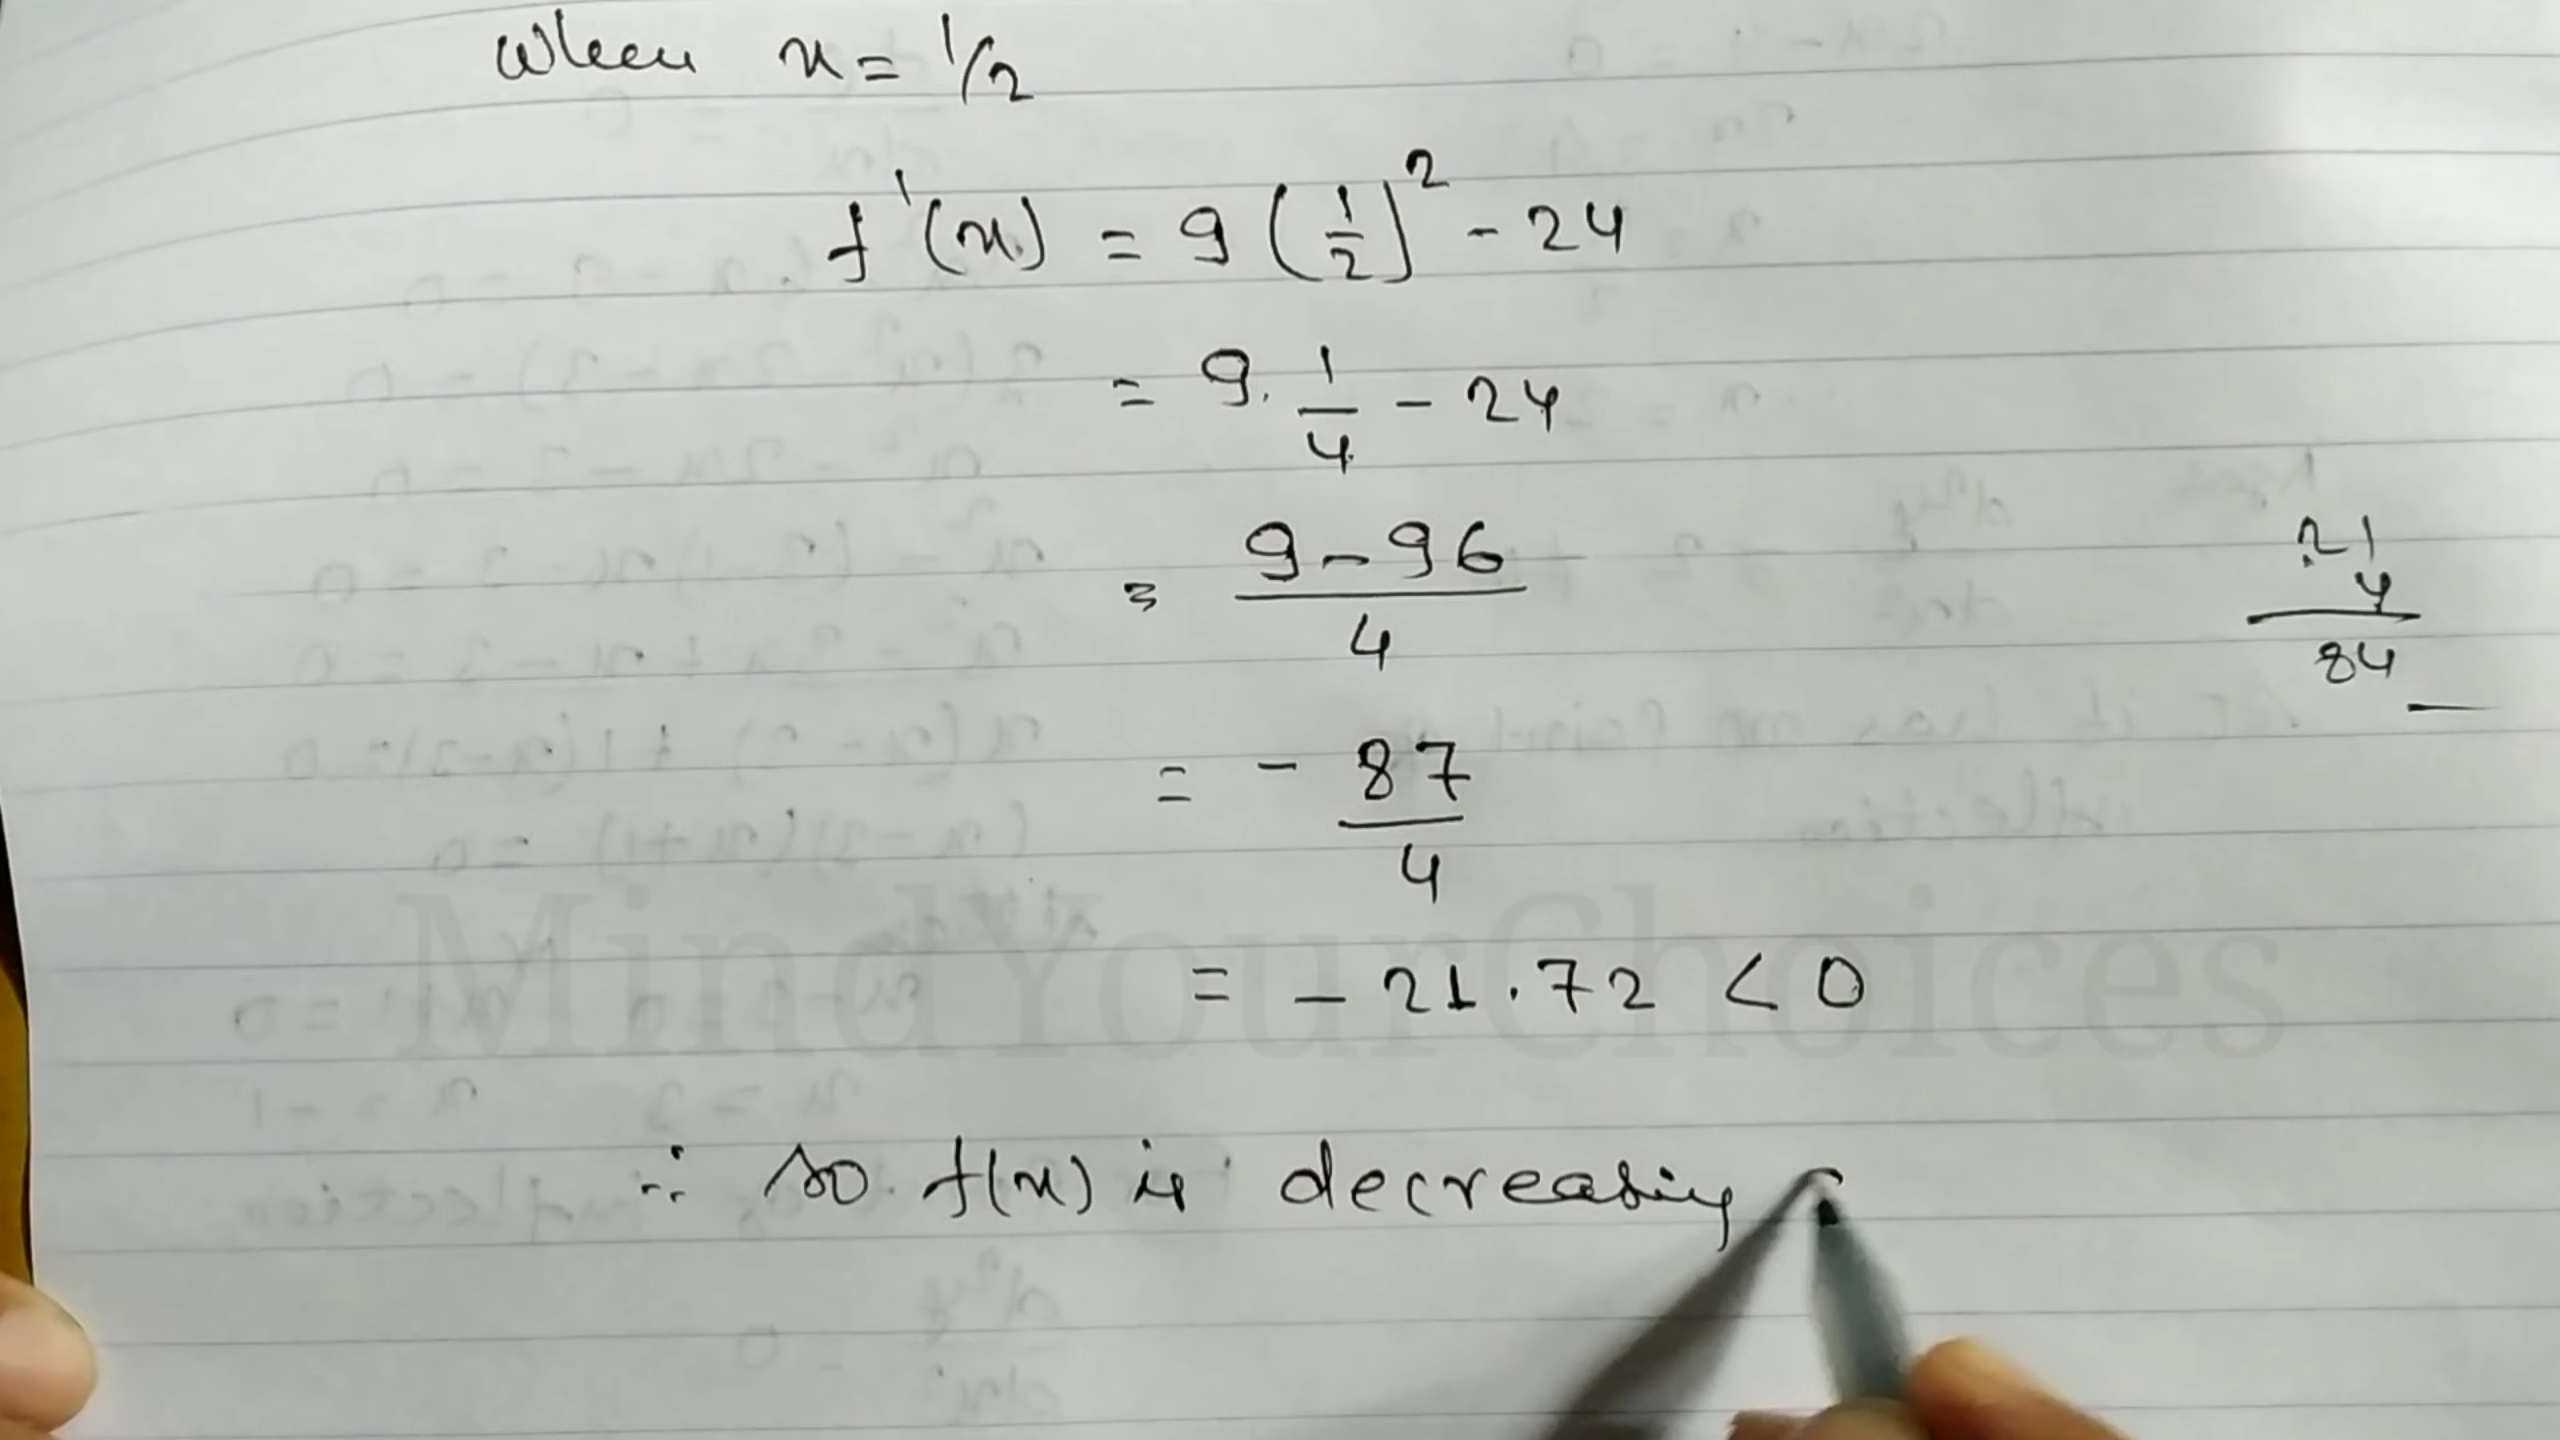 When x = 1/2
f'(x) = 9 (1/2)² - 24
= 9 . 1/4 - 24
= 9 - 96 / 4
21
4
84
= - 87 / 4
= - 21.72 < 0
∴ so f(x) is decreasing
MindYourChoices